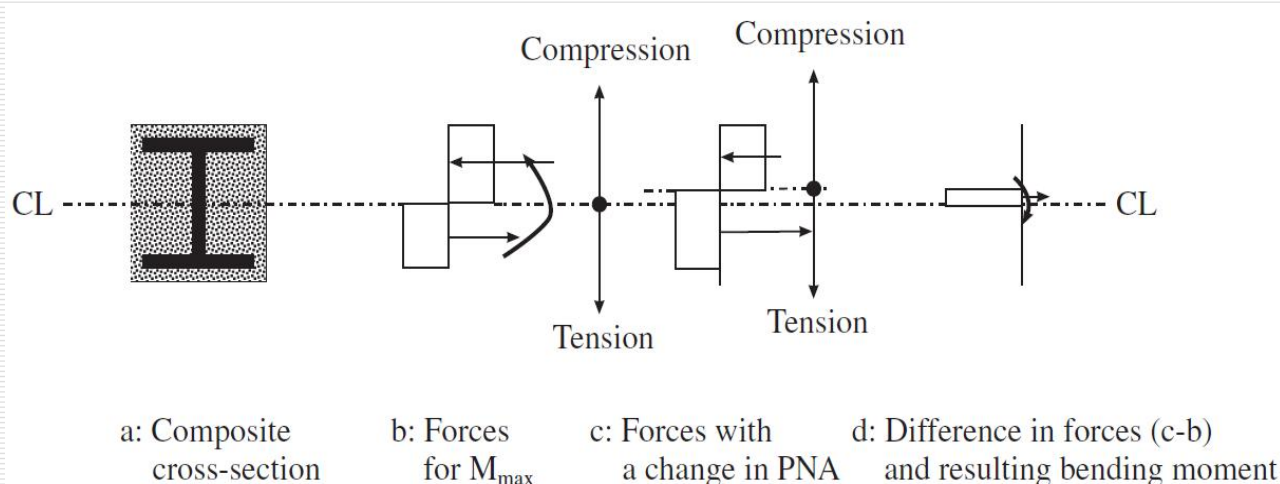 Compression
Compression
CL
CL
Tension
Tension
a: Composite
cross-section
b: Forces
for Mmax
c: Forces with
a change in PNA
d: Difference in forces (c-b)
and resulting bending moment